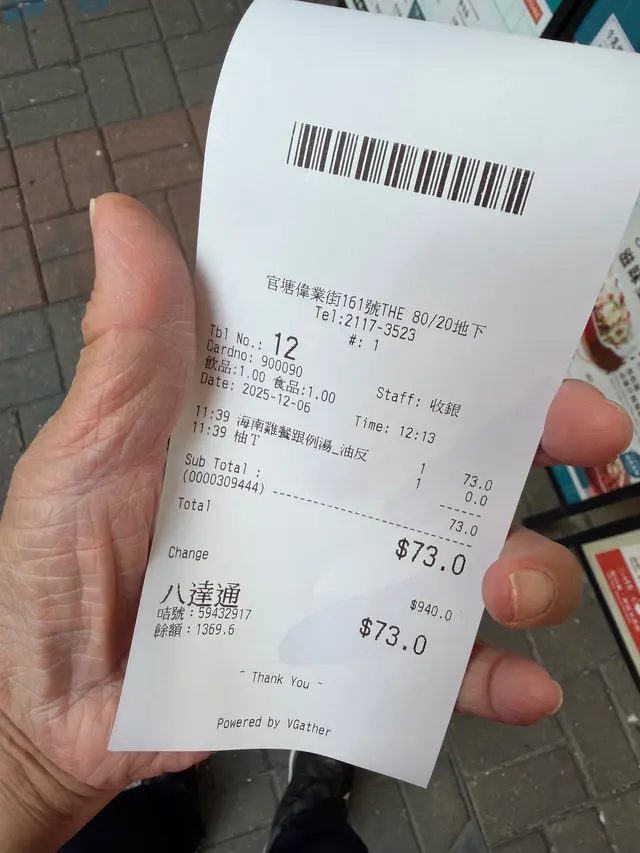 官塘偉業街161號THE 80/20地下
Tel:2117-3523
#: 1
Tbl No.: 12
Cardno: 900090
Staff: 收銀
飲品:1.00 食品:1.00
Date: 2025-12-06
Time: 12:13
11:39 海南雞餐跟例湯_油反 1 73.0
11:39 柚T 1 0.0
Sub Total : 73.0
(0000309444)
Total $73.0
Change $940.0
八達通 $73.0
咭號：59432917
餘額：1369.6
~ Thank You ~
Powered by VGather